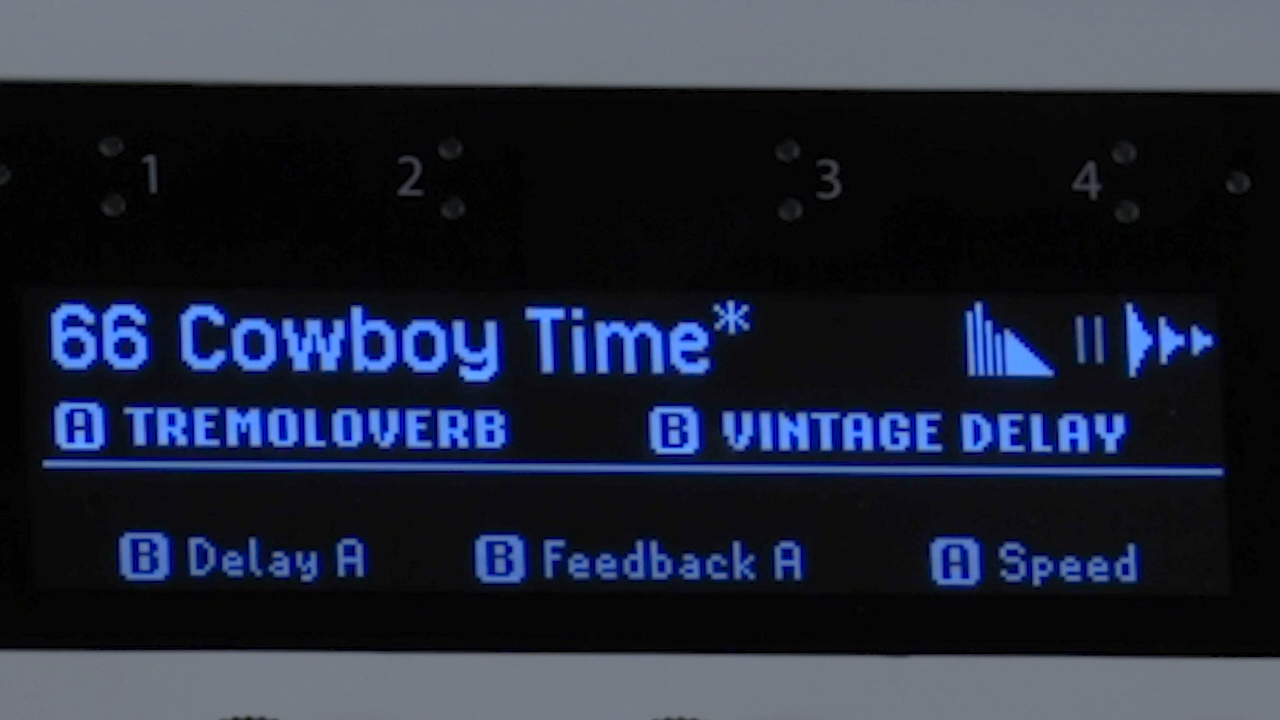 1 2 3 4
66 Cowboy Time*
A TREMOLOVERB B VINTAGE DELAY
B Delay A B Feedback A A Speed